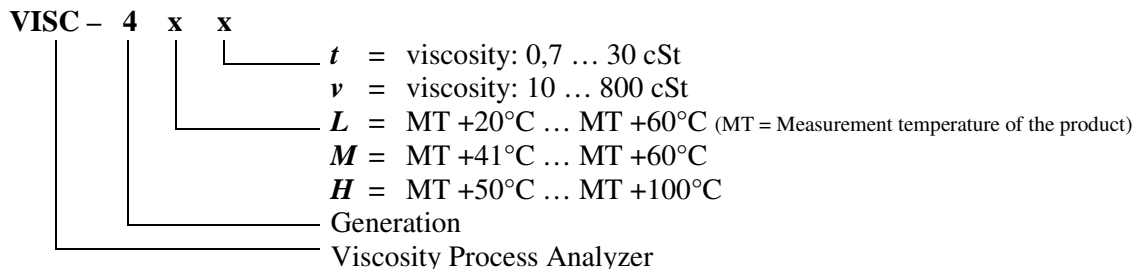 VISC – 4 x x
t = viscosity: 0,7 … 30 cSt
v = viscosity: 10 … 800 cSt
L = MT +20°C … MT +60°C (MT = Measurement temperature of the product)
M = MT +41°C … MT +60°C
H = MT +50°C … MT +100°C
Generation
Viscosity Process Analyzer